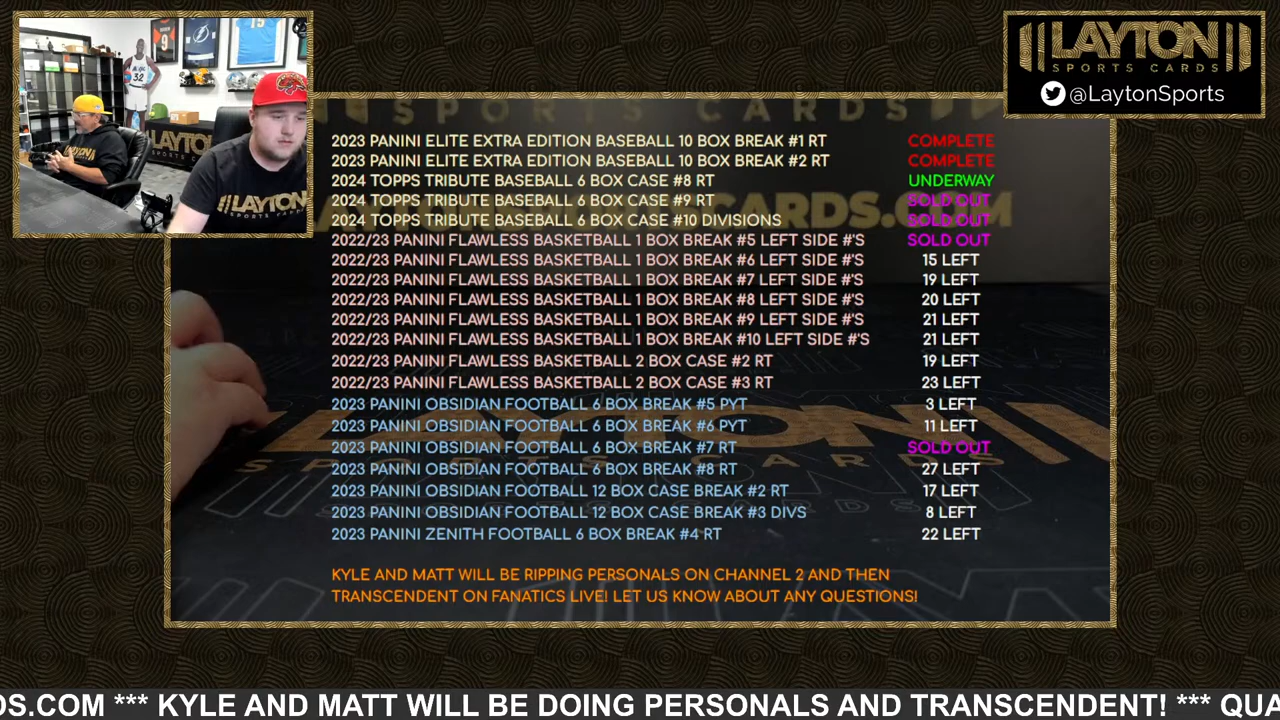 LAYTON
SPORTS CARDS
@LaytonSports
SPORTS CARDS
2023 PANINI ELITE EXTRA EDITION BASEBALL 10 BOX BREAK #1 RT COMPLETE
2023 PANINI ELITE EXTRA EDITION BASEBALL 10 BOX BREAK #2 RT COMPLETE
2024 TOPPS TRIBUTE BASEBALL 6 BOX CASE #8 RT UNDERWAY
2024 TOPPS TRIBUTE BASEBALL 6 BOX CASE #9 RT SOLD OUT
2024 TOPPS TRIBUTE BASEBALL 6 BOX CASE #10 DIVISIONS SOLD OUT
2022/23 PANINI FLAWLESS BASKETBALL 1 BOX BREAK #5 LEFT SIDE #'S SOLD OUT
2022/23 PANINI FLAWLESS BASKETBALL 1 BOX BREAK #6 LEFT SIDE #'S 15 LEFT
2022/23 PANINI FLAWLESS BASKETBALL 1 BOX BREAK #7 LEFT SIDE #'S 19 LEFT
2022/23 PANINI FLAWLESS BASKETBALL 1 BOX BREAK #8 LEFT SIDE #'S 20 LEFT
2022/23 PANINI FLAWLESS BASKETBALL 1 BOX BREAK #9 LEFT SIDE #'S 21 LEFT
2022/23 PANINI FLAWLESS BASKETBALL 1 BOX BREAK #10 LEFT SIDE #'S 21 LEFT
2022/23 PANINI FLAWLESS BASKETBALL 2 BOX CASE #2 RT 19 LEFT
2022/23 PANINI FLAWLESS BASKETBALL 2 BOX CASE #3 RT 23 LEFT
2023 PANINI OBSIDIAN FOOTBALL 6 BOX BREAK #5 PYT 3 LEFT
2023 PANINI OBSIDIAN FOOTBALL 6 BOX BREAK #6 PYT 11 LEFT
2023 PANINI OBSIDIAN FOOTBALL 6 BOX BREAK #7 RT SOLD OUT
2023 PANINI OBSIDIAN FOOTBALL 6 BOX BREAK #8 RT 27 LEFT
2023 PANINI OBSIDIAN FOOTBALL 12 BOX CASE BREAK #2 RT 17 LEFT
2023 PANINI OBSIDIAN FOOTBALL 12 BOX CASE BREAK #3 DIVS 8 LEFT
2023 PANINI ZENITH FOOTBALL 6 BOX BREAK #4 RT 22 LEFT
KYLE AND MATT WILL BE RIPPING PERSONALS ON CHANNEL 2 AND THEN
TRANSCENDENT ON FANATICS LIVE! LET US KNOW ABOUT ANY QUESTIONS!
DS.COM *** KYLE AND MATT WILL BE DOING PERSONALS AND TRANSCENDENT! *** QUA